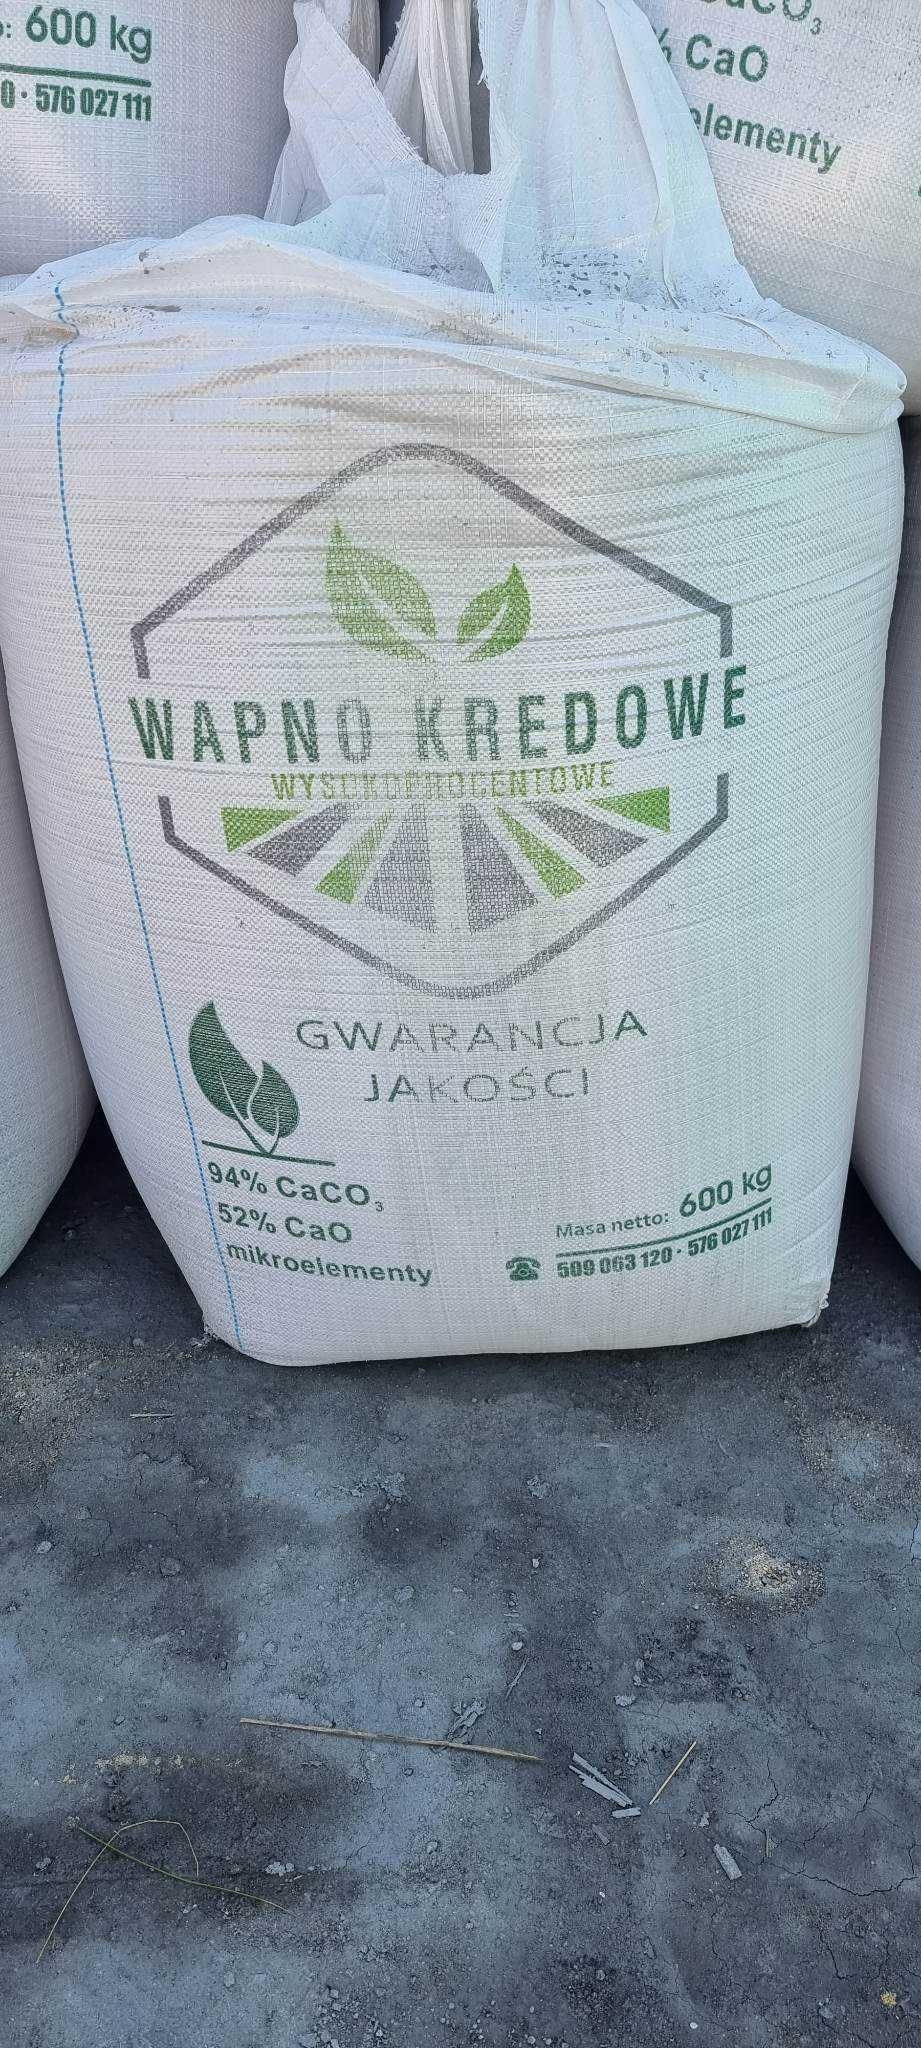 600 kg
0 · 576 027 111
CaO
elementy
WAPNO KREDOWE
WYSOKOPROCENTOWE
GWARANCJA
JAKOŚCI
94% CaCO₃
52% CaO
mikroelementy
Masa netto: 600 kg
509 063 120 · 576 027 111